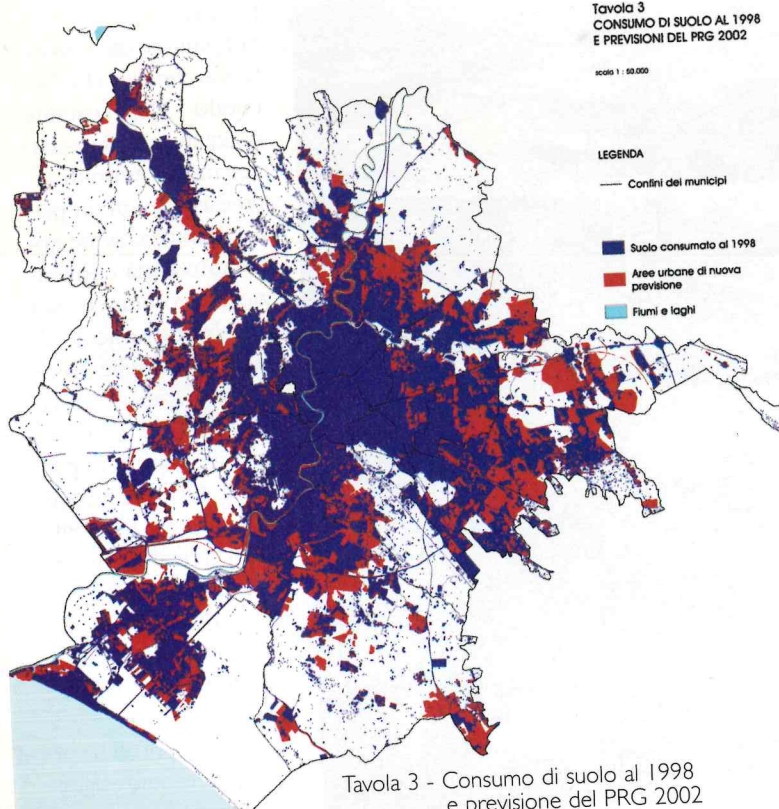 Tavola 3
CONSUMO DI SUOLO AL 1998
E PREVISIONI DEL PRG 2002
scala 1 : 50.000
LEGENDA
Confini dei municipi
Suolo consumato al 1998
Aree urbane di nuova
previsione
Fiumi e laghi
Tavola 3 - Consumo di suolo al 1998
e previsione del PRG 2002